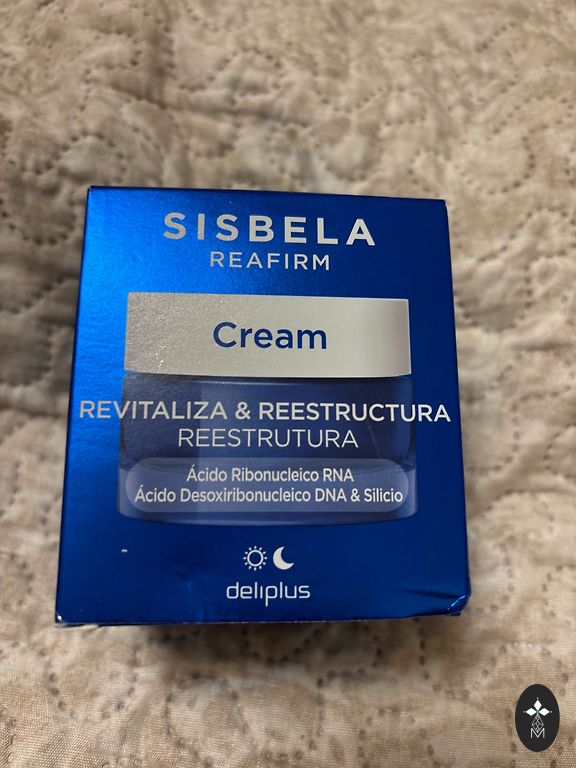 SISBELA
REAFIRM
Cream
REVITALIZA & REESTRUCTURA
REESTRUTURA
Ácido Ribonucleico RNA
Ácido Desoxiribonucleico DNA & Silicio
deliplus
M